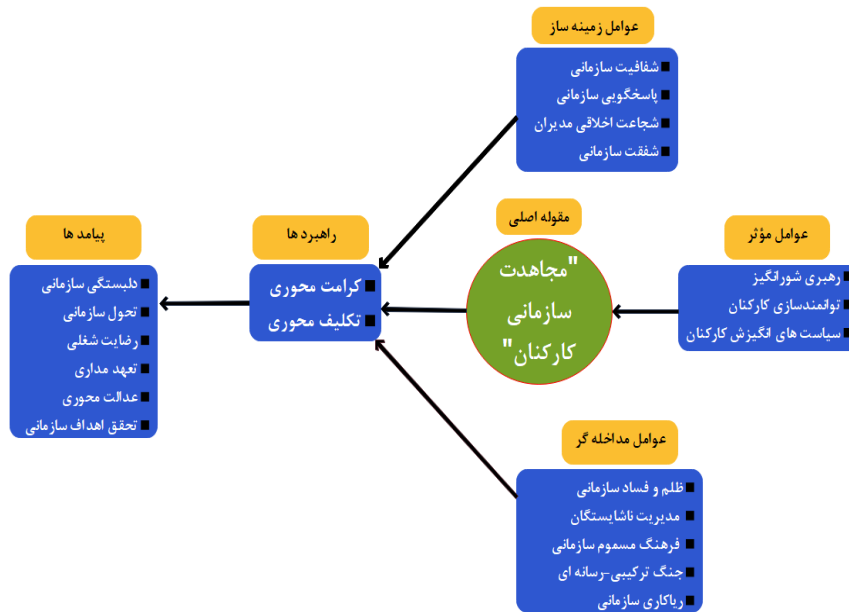 عوامل زمینه ساز
شفافیت سازمانی
پاسخگویی سازمانی
شجاعت اخلاقی مدیران
شفقت سازمانی
عوامل مؤثر
رهبری شورانگیز
توانمندسازی کارکنان
سیاست های انگیزش کارکنان
مقوله اصلی
"مجاهدت
سازمانی
کارکنان"
راهبرد ها
کرامت محوری
تکلیف محوری
پیامد ها
دلبستگی سازمانی
تحول سازمانی
رضایت شغلی
تعهد مداری
عدالت محوری
تحقق اهداف سازمانی
عوامل مداخله گر
ظلم و فساد سازمانی
مدیریت ناشایستگان
فرهنگ مسموم سازمانی
جنگ ترکیبی-رسانه ای
ریاکاری سازمانی